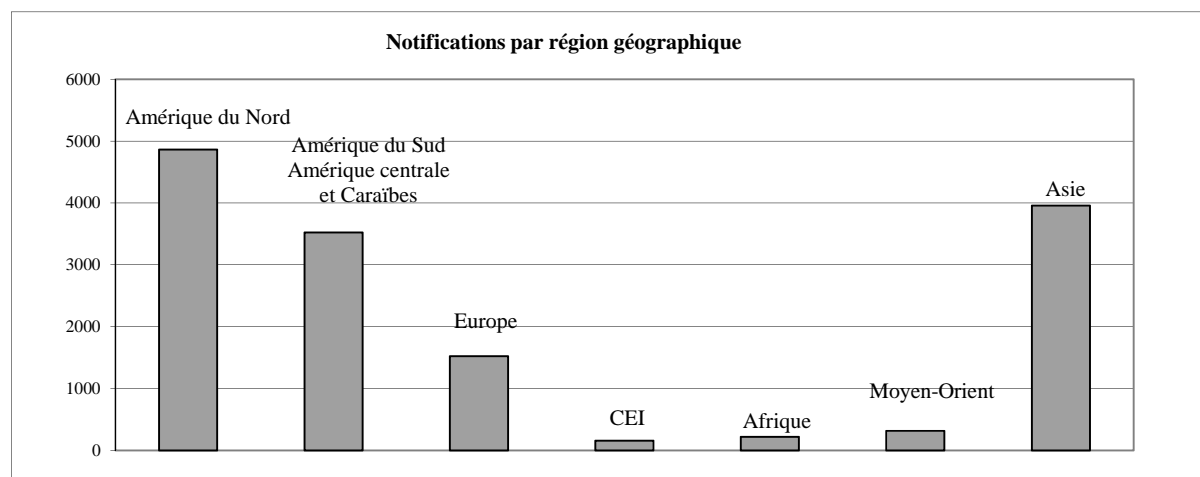 Notifications par région géographique
6000
5000
4000
3000
2000
1000
0
Amérique du Nord
Amérique du Sud
Amérique centrale
et Caraïbes
Europe
CEI
Afrique
Moyen-Orient
Asie